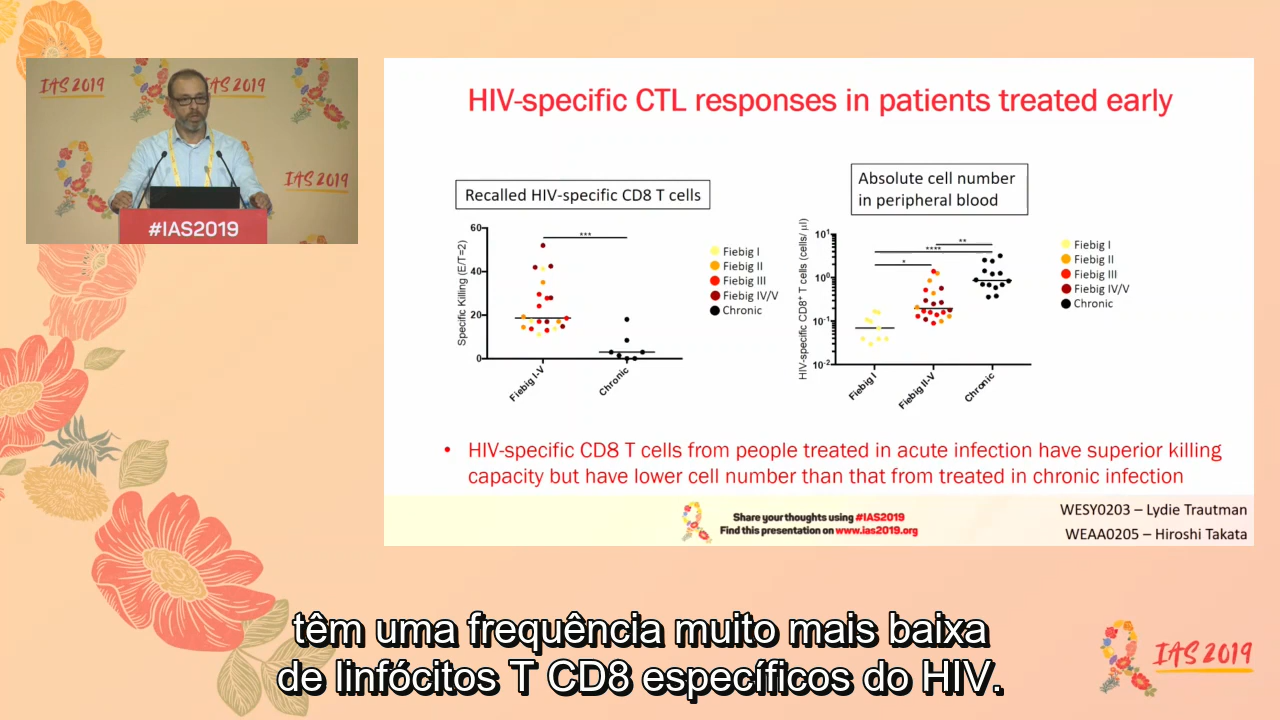 IAS 2019
IAS 2019
IAS 2019
#IAS2019
HIV-specific CTL responses in patients treated early
Recalled HIV-specific CD8 T cells
Specific Killing (E/T=2)
60
40
20
0
***
Fiebig I-V
Chronic
Fiebig I
Fiebig II
Fiebig III
Fiebig IV/V
Chronic
Absolute cell number
in peripheral blood
HIV-specific CD8⁺ T cells (cells/ μl)
10¹
10⁰
10⁻¹
10⁻²
**
****
*
Fiebig I
Fiebig II-V
Chronic
Fiebig I
Fiebig II
Fiebig III
Fiebig IV/V
Chronic
• HIV-specific CD8 T cells from people treated in acute infection have superior killing
capacity but have lower cell number than that from treated in chronic infection
Share your thoughts using #IAS2019
Find this presentation on www.ias2019.org
WESY0203 – Lydie Trautman
WEAA0205 – Hiroshi Takata
têm uma frequência muito mais baixa
de linfócitos T CD8 específicos do HIV.
IAS 2019